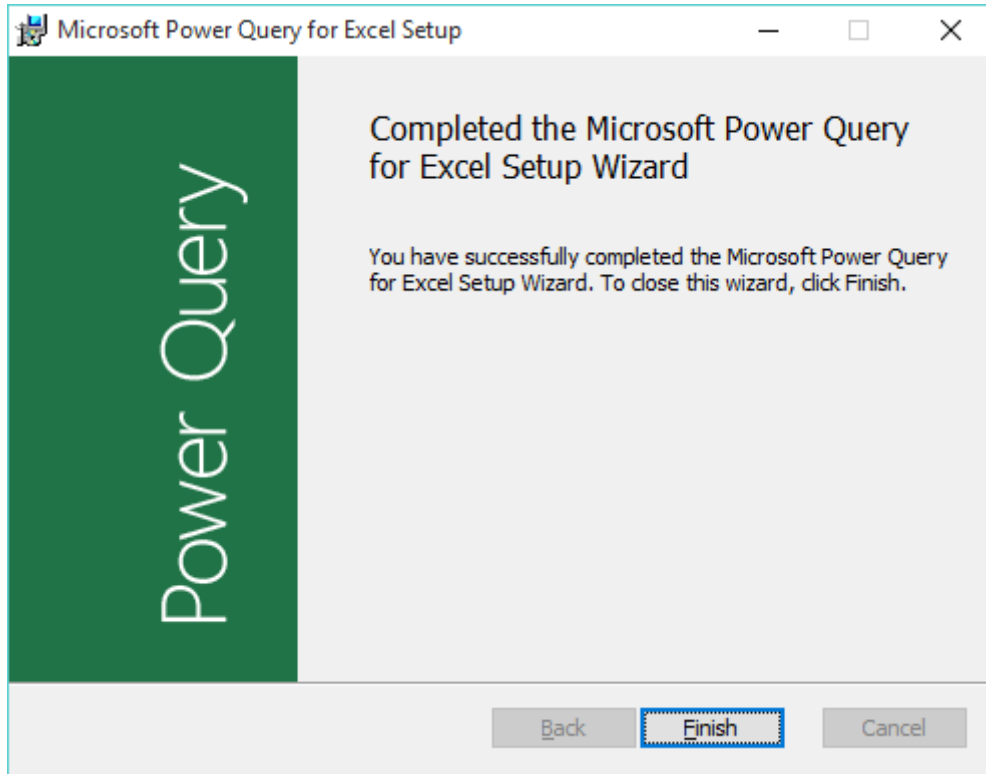 Microsoft Power Query for Excel Setup
Power Query
Completed the Microsoft Power Query
for Excel Setup Wizard
You have successfully completed the Microsoft Power Query
for Excel Setup Wizard. To close this wizard, click Finish.
Back
Finish
Cancel